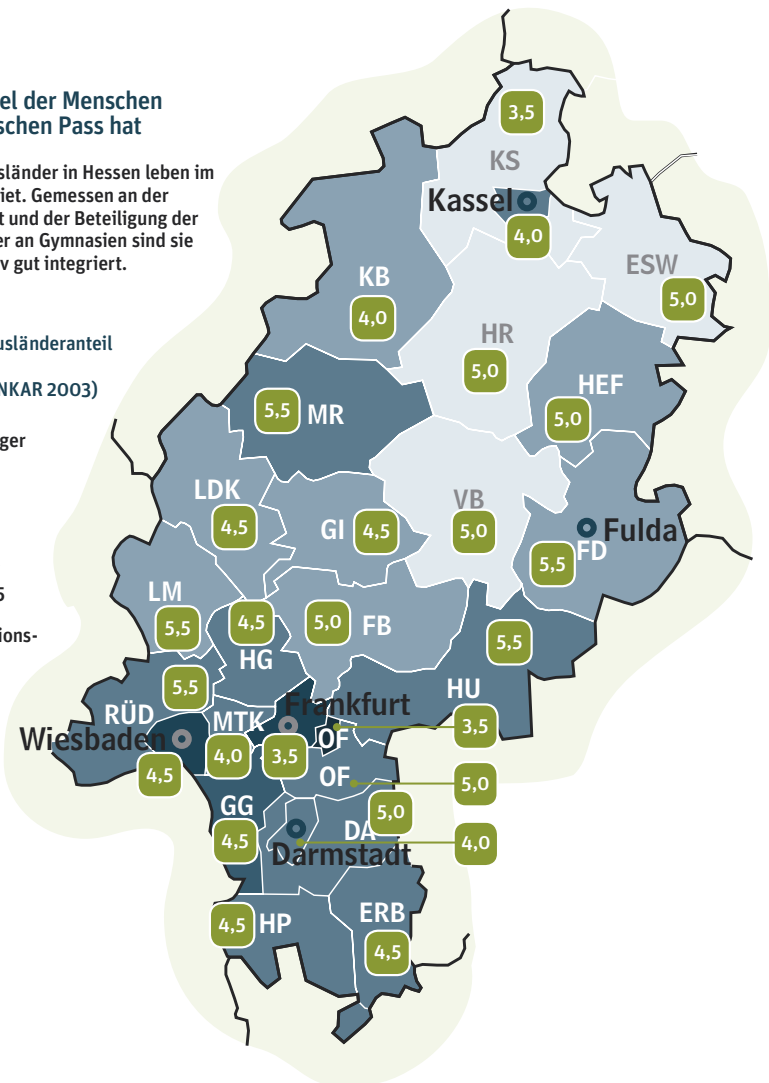 el der Menschen
schen Pass hat
usländer in Hessen leben im
iet. Gemessen an der
t und der Beteiligung der
er an Gymnasien sind sie
v gut integriert.
usländeranteil
NKAR 2003)
ger
5
ions-
3,5
KS
Kassel
4,0
ESW
5,0
KB
4,0
HR
5,0
HEF
5,0
5,5 MR
LDK
4,5
GI 4,5
VB
5,0
Fulda
FD
5,5
LM
5,5
4,5
HG
5,0 FB
5,5
HU
5,5
RÜD
Wiesbaden
4,5
MTK
4,0
Frankfurt
3,5
OF
3,5
OF
5,0
GG
4,5
DA
5,0
Darmstadt
4,0
4,5 HP
ERB
4,5